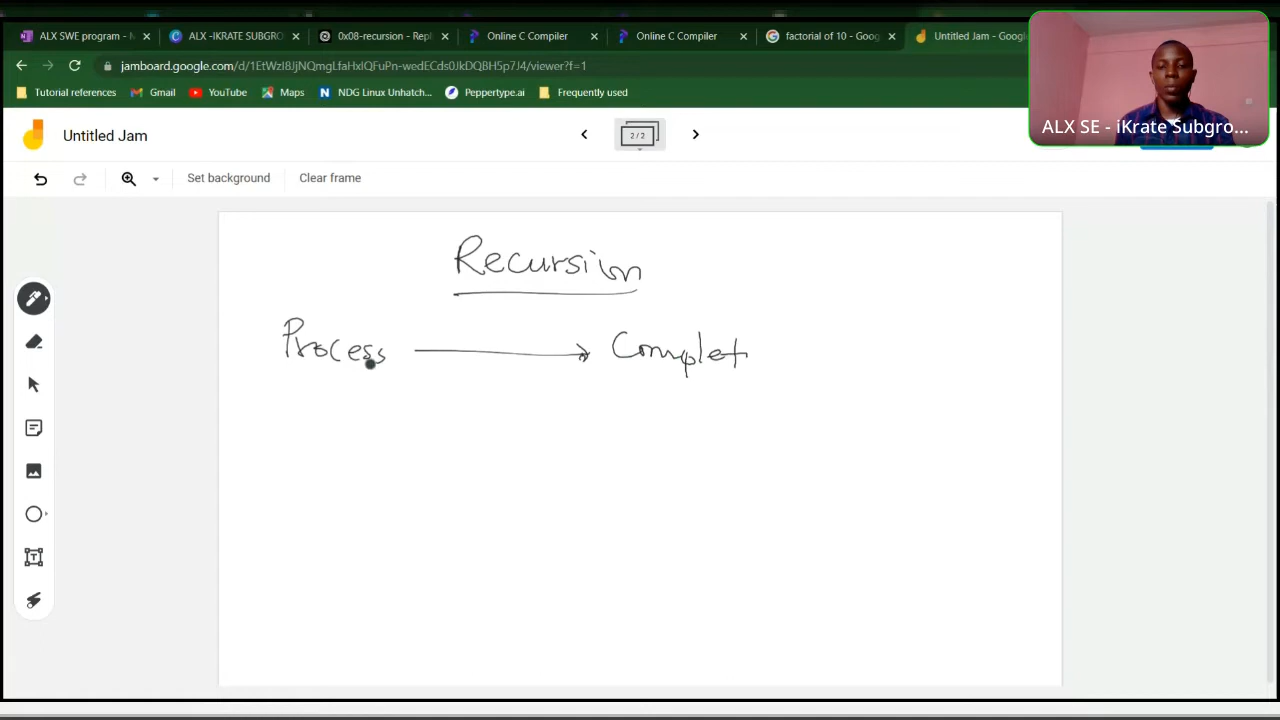 ALX SWE program - N
ALX -IKRATE SUBGRO
0x08-recursion - Repl
Online C Compiler
Online C Compiler
factorial of 10 - Goog
Untitled Jam - Google
jamboard.google.com/d/1EtWzI8JjNQmgLfaHxlQFuPn-wedECds0JkDQBH5p7J4/viewer?f=1
Tutorial references
Gmail
YouTube
Maps
NDG Linux Unhatch...
Peppertype.ai
Frequently used
ALX SE - iKrate Subgro...
Untitled Jam
2 / 2
Set background
Clear frame
Recursion
Process → Complet